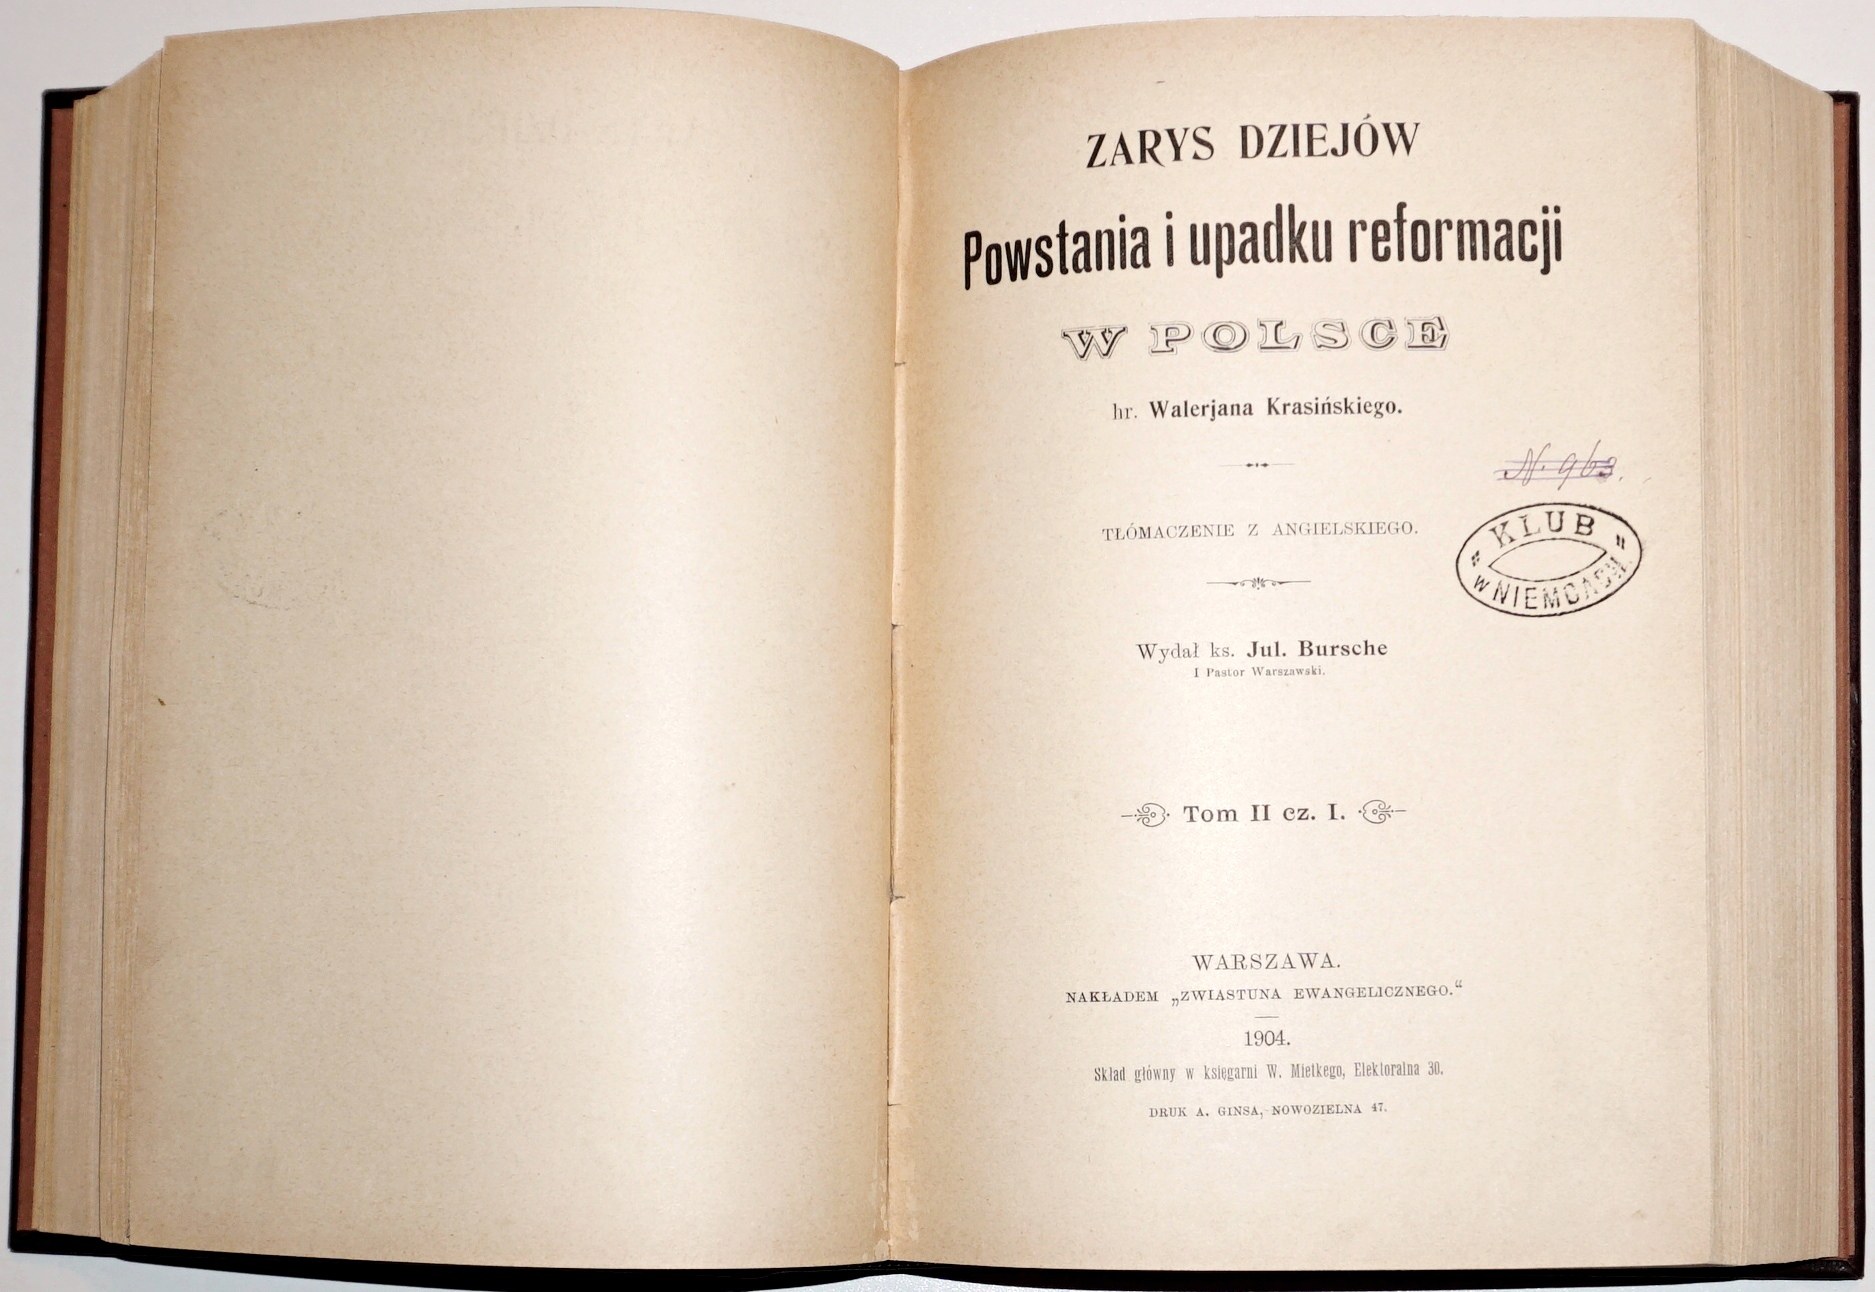 ZARYS DZIEJÓW
Powstania i upadku reformacji
W POLSCE
hr. Walerjana Krasińskiego.
N. 963.
TŁÓMACZENIE Z ANGIELSKIEGO.
KLUB
w NIEMCACH
Wydał ks. Jul. Bursche
I Pastor Warszawski.
Tom II cz. I.
WARSZAWA.
NAKŁADEM „ZWIASTUNA EWANGELICZNEGO.“
1904.
Skład główny w księgarni W. Mietkego, Elektoralna 30.
DRUK A. GINSA, NOWOZIELNA 47.